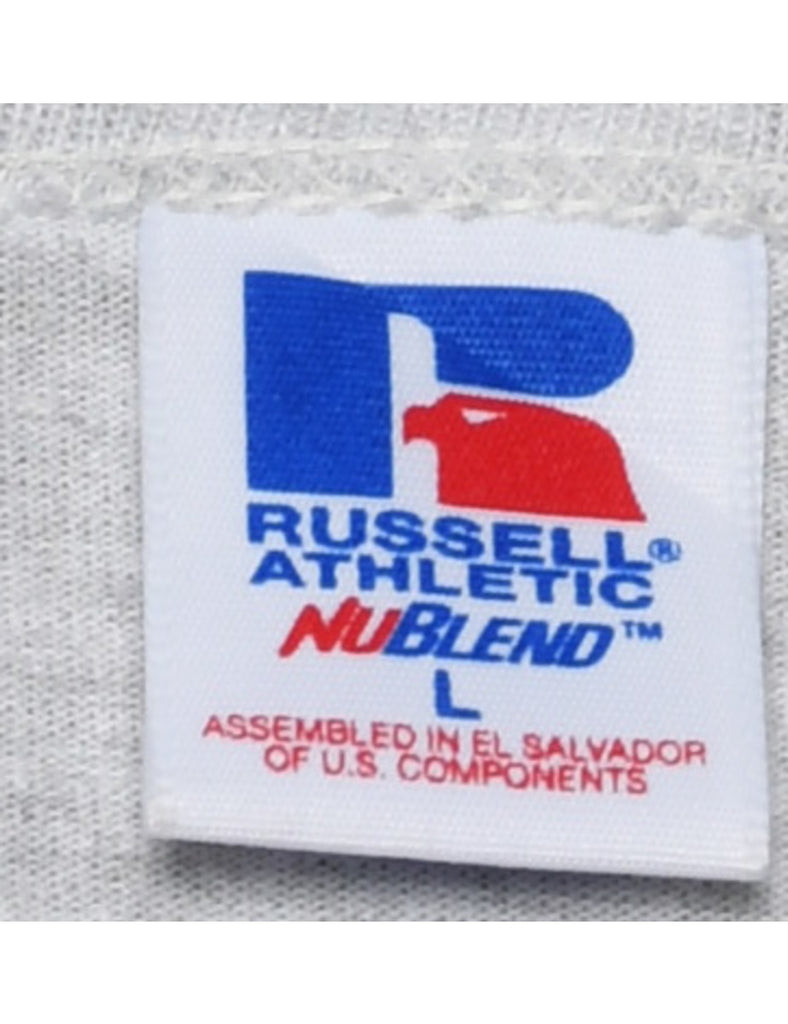 RUSSELL®
ATHLETIC
NUBLEND™
L
ASSEMBLED IN EL SALVADOR
OF U.S. COMPONENTS